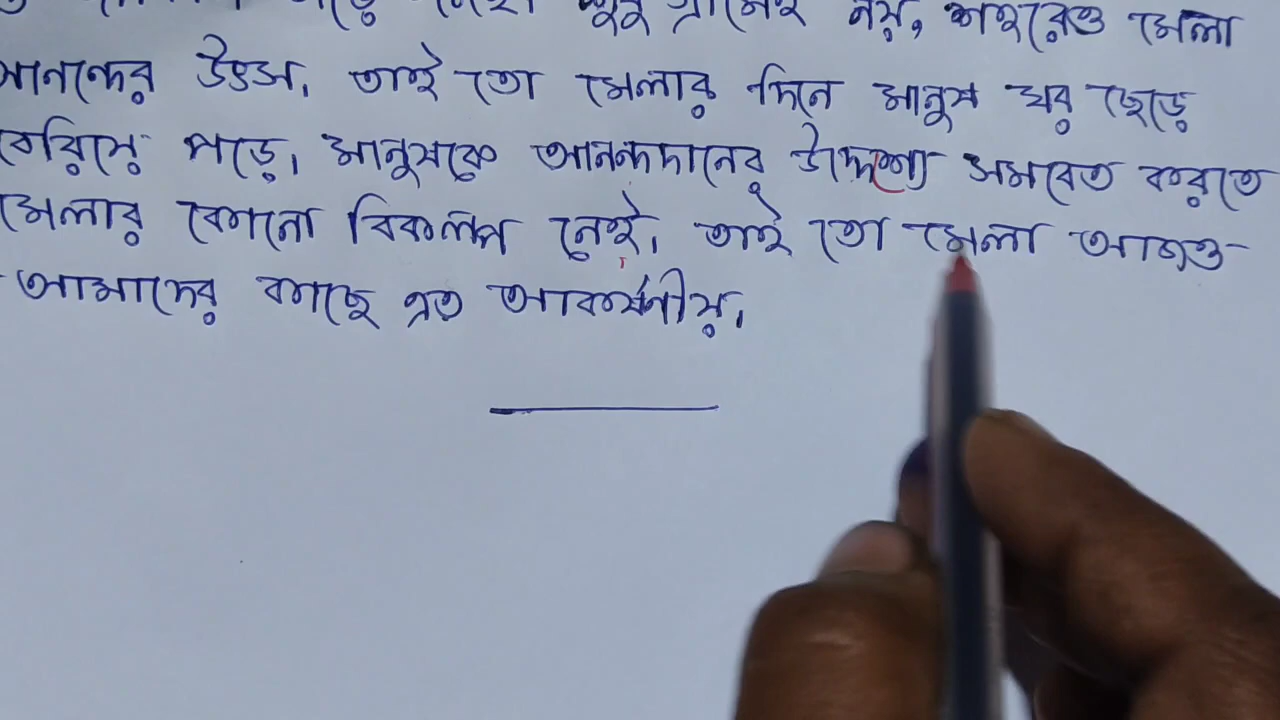 শুধু গ্রামেই নয়, শহরেও মেলা
আনন্দের উৎস। তাই তো মেলার দিনে মানুষ ঘর ছেড়ে
বেরিয়ে পড়ে। মানুষকে আনন্দদানের উদ্দেশ্যে সমবেত করতে
মেলার কোনো বিকল্প নেই। তাই তো মেলা আজও
আমাদের কাছে এত আকর্ষণীয়।